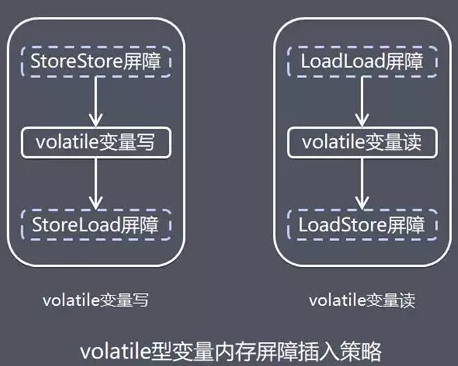 StoreStore屏障
volatile变量写
StoreLoad屏障
volatile变量写
LoadLoad屏障
volatile变量读
LoadStore屏障
volatile变量读
volatile型变量内存屏障插入策略